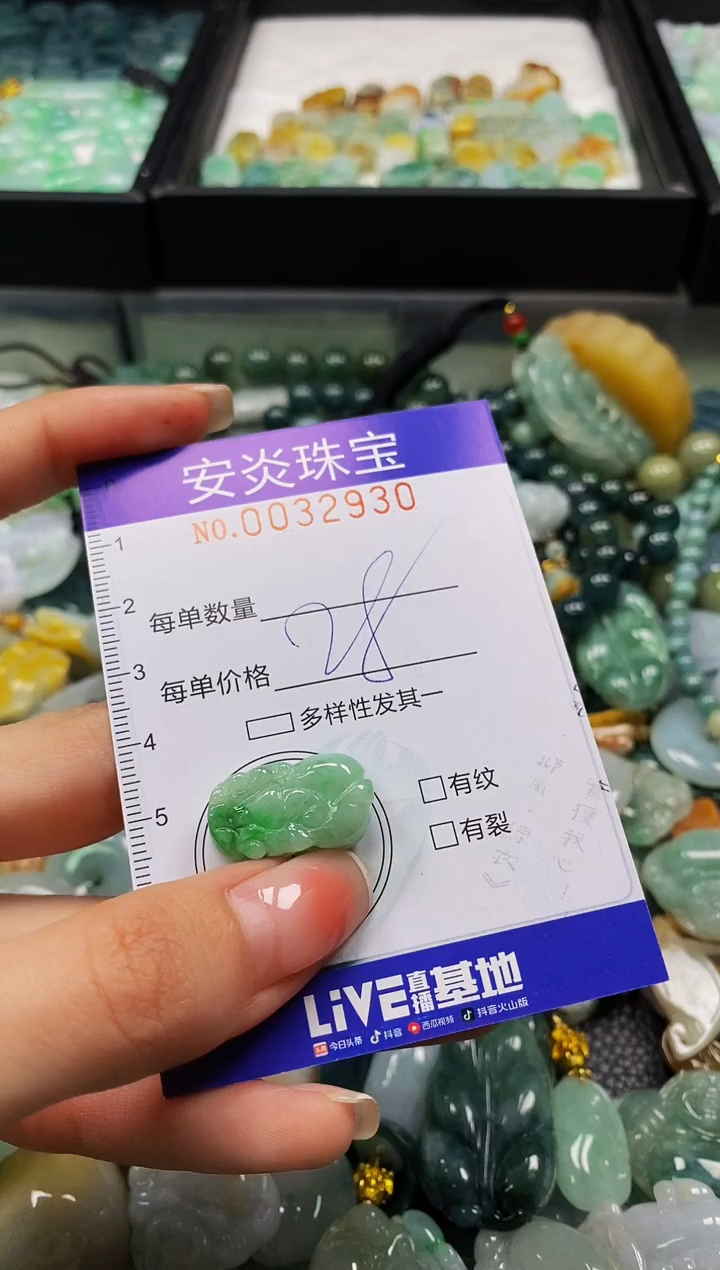 安炎珠宝
NO.0032930
1
2
每单数量
28
3
每单价格
多样性发其一
4
有纹
5
有裂
LiVE直播基地
今日头条 抖音 西瓜视频 抖音火山版